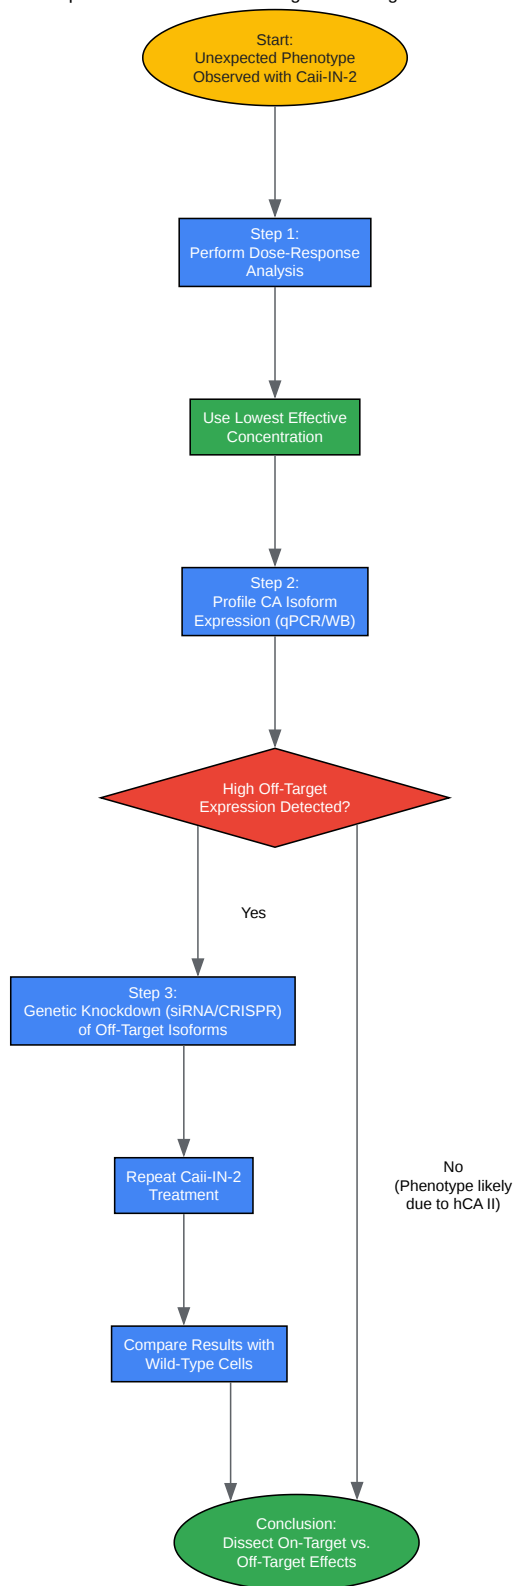 Start:
Unexpected Phenotype
Observed with Caii-IN-2
Step 1:
Perform Dose-Response
Analysis
Use Lowest Effective
Concentration
Step 2:
Profile CA Isoform
Expression (qPCR/WB)
High Off-Target
Expression Detected?
Yes
Step 3:
Genetic Knockdown (siRNA/CRISPR)
of Off-Target Isoforms
Repeat Caii-IN-2
Treatment
No
(Phenotype likely
due to hCA II)
Compare Results with
Wild-Type Cells
Conclusion:
Dissect On-Target vs.
Off-Target Effects